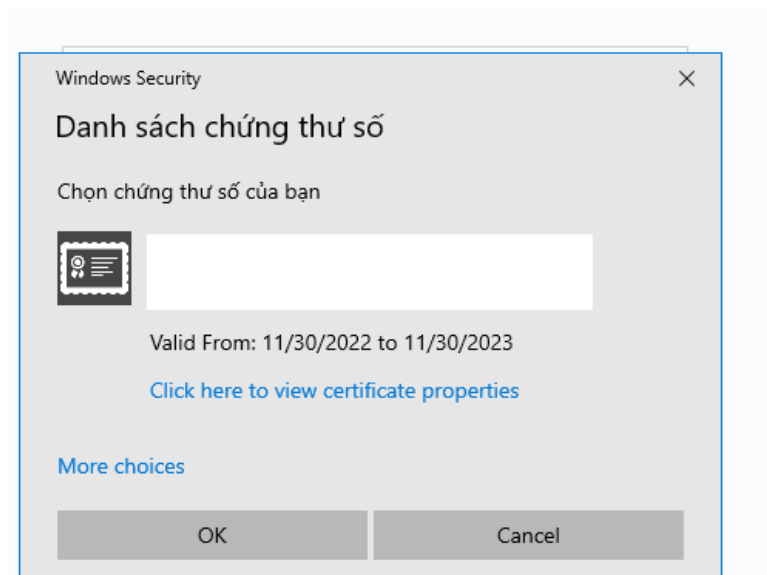 Windows Security
Danh sách chứng thư số
Chọn chứng thư số của bạn
Valid From: 11/30/2022 to 11/30/2023
Click here to view certificate properties
More choices
OK
Cancel